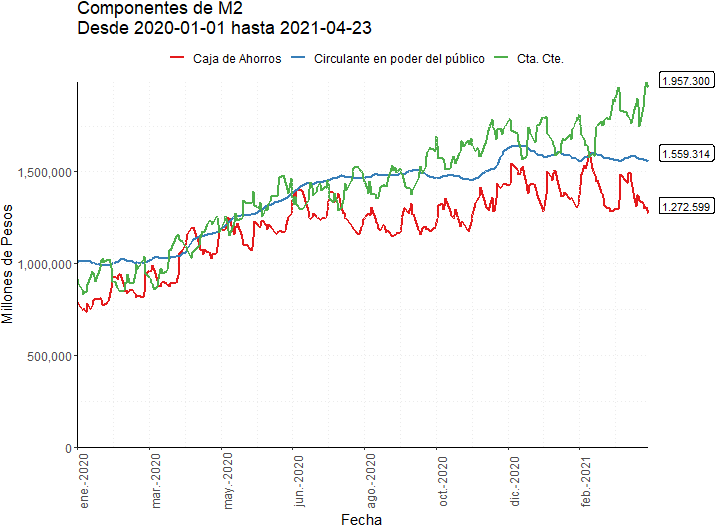 Componentes de M2
Desde 2020-01-01 hasta 2021-04-23
Caja de Ahorros Circulante en poder del público Cta. Cte.
Millones de Pesos
1,500,000
1,000,000
500,000
0
1.957.300
1.559.314
1.272.599
ene.-2020
mar.-2020
may.-2020
jun.-2020
ago.-2020
oct.-2020
dic.-2020
feb.-2021
Fecha